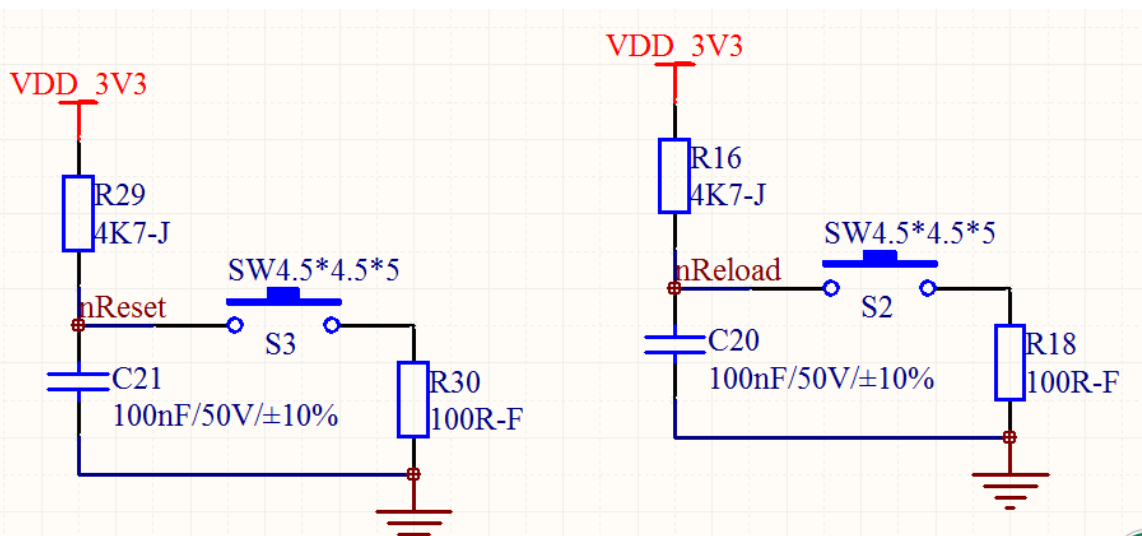 VDD_3V3
R29
4K7-J
nReset
SW4.5*4.5*5
S3
C21
100nF/50V/±10%
R30
100R-F
VDD_3V3
R16
4K7-J
nReload
SW4.5*4.5*5
S2
C20
100nF/50V/±10%
R18
100R-F